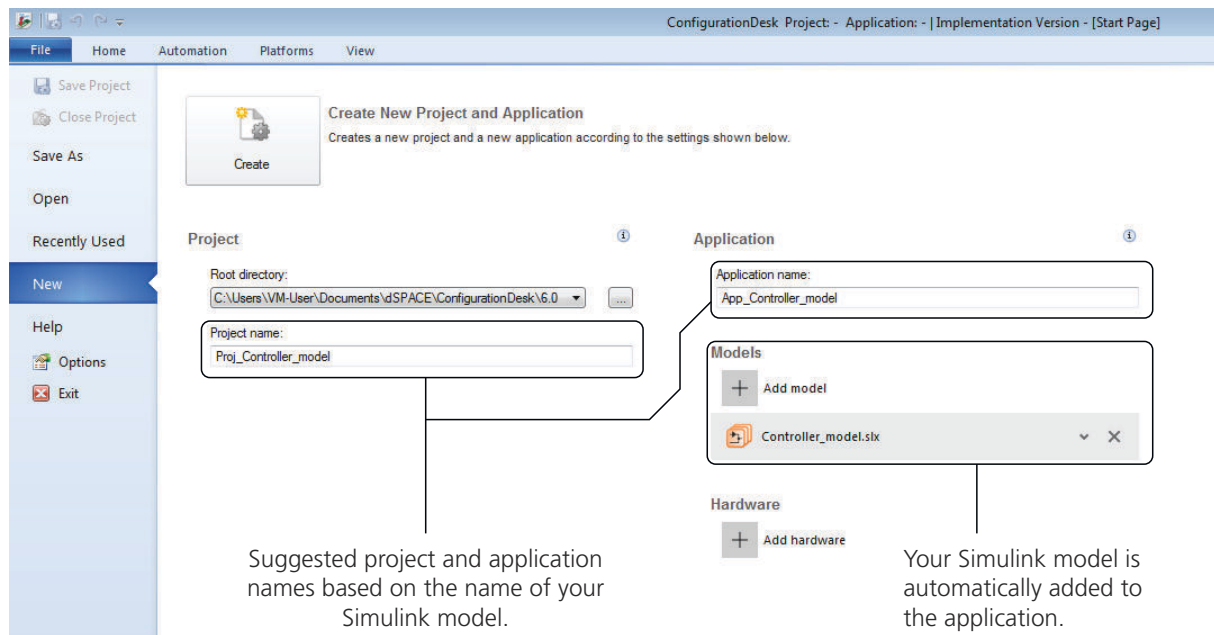 ConfigurationDesk Project: - Application: - | Implementation Version - [Start Page]
File Home Automation Platforms View
Save Project
Close Project
Save As
Open
Recently Used
New
Help
Options
Exit
Create
Create New Project and Application
Creates a new project and a new application according to the settings shown below.
Project
Root directory:
C:\Users\VM-User\Documents\dSPACE\ConfigurationDesk\6.0
...
Project name:
Proj_Controller_model
Application
Application name:
App_Controller_model
Models
Add model
Controller_model.slx
Hardware
Add hardware
Suggested project and application
names based on the name of your
Simulink model.
Your Simulink model is
automatically added to
the application.